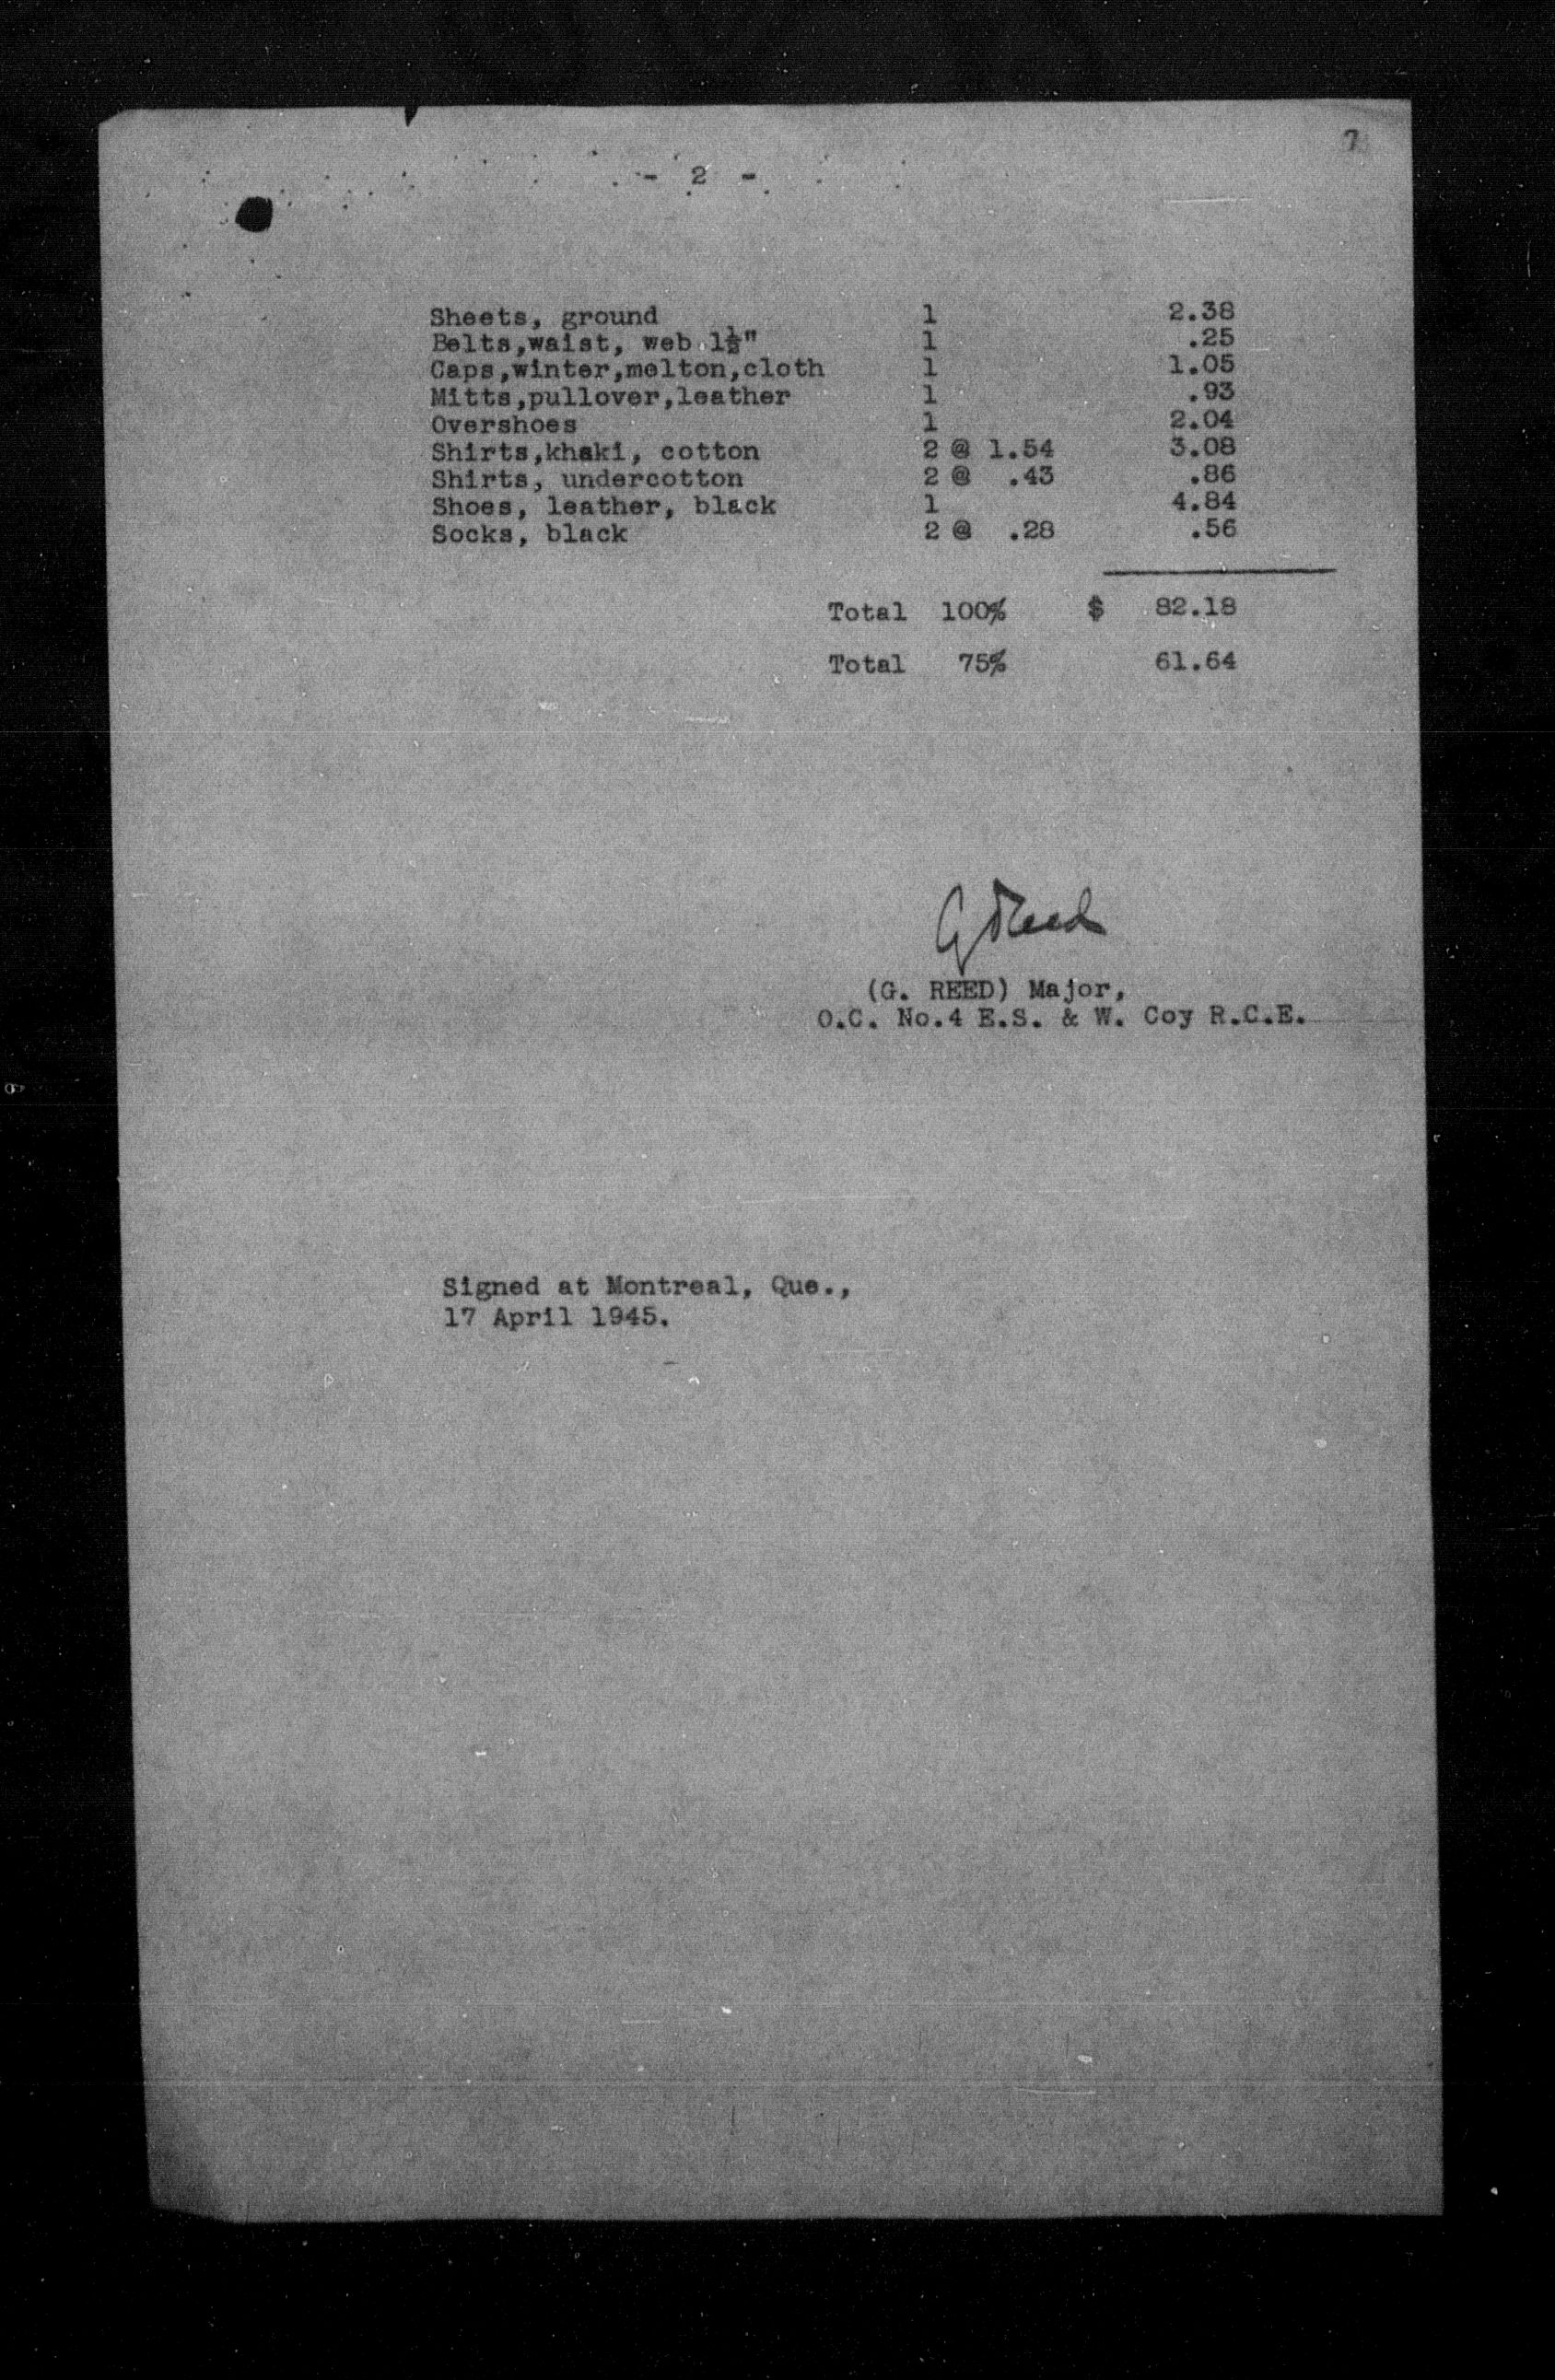 7
- 2 -
Sheets, ground 1 2.38
Belts,waist, web 1½" 1 .25
Caps,winter,melton,cloth 1 1.05
Mitts,pullover,leather 1 .93
Overshoes 1 2.04
Shirts,khaki, cotton 2 @ 1.54 3.08
Shirts, undercotton 2 @ .43 .86
Shoes, leather, black 1 4.84
Socks, black 2 @ .28 .56
Total 100% $ 82.18
Total 75% 61.64
G Reed
(G. REED) Major,
O.C. No.4 E.S. & W. Coy R.C.E.
Signed at Montreal, Que.,
17 April 1945.